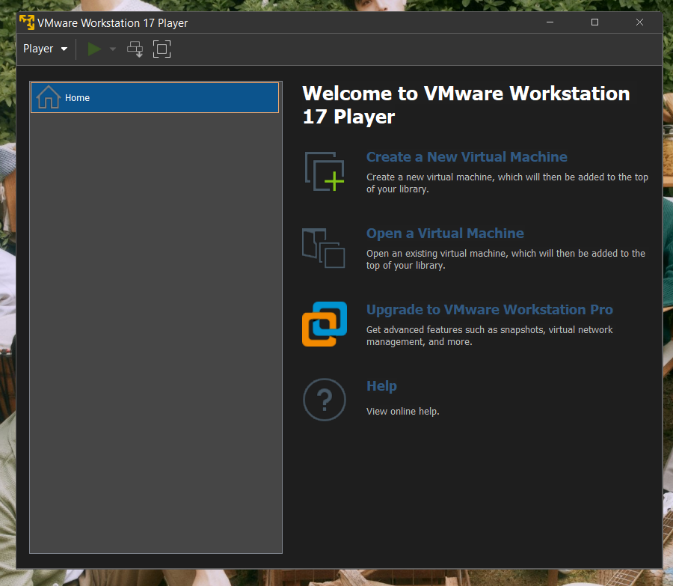 VMware Workstation 17 Player
Player
Home
Welcome to VMware Workstation
17 Player
Create a New Virtual Machine
Create a new virtual machine, which will then be added to the top
of your library.
Open a Virtual Machine
Open an existing virtual machine, which will then be added to the
top of your library.
Upgrade to VMware Workstation Pro
Get advanced features such as snapshots, virtual network
management, and more.
Help
View online help.